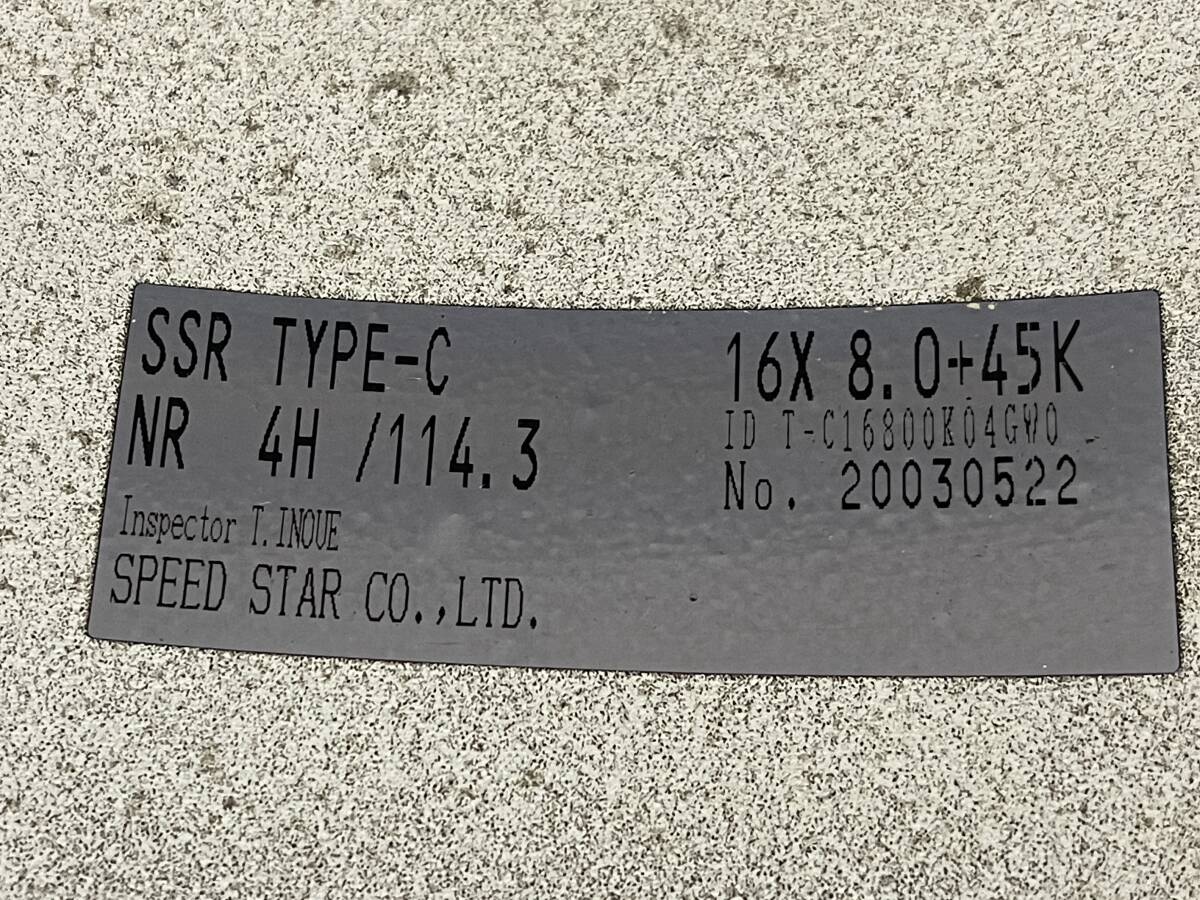 SSR TYPE-C 16X 8.0+45K
NR 4H /114.3 ID T-C16800K04GW0
No. 20030522
Inspector T.INOUE
SPEED STAR CO.,LTD.